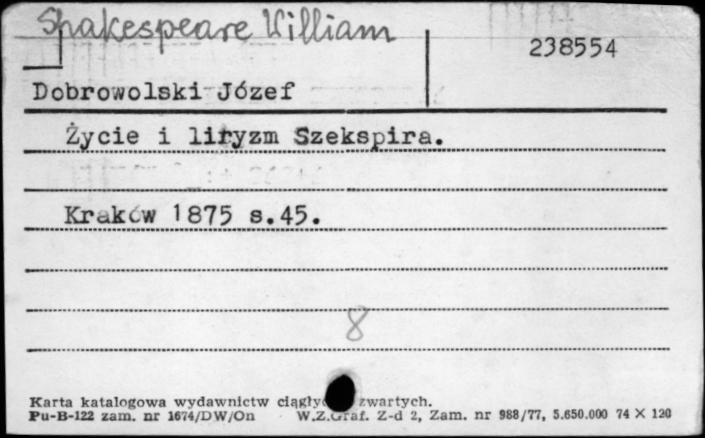 Shakespeare William
238554
Dobrowolski Józef
Życie i liryzm Szekspira.
Kraków 1875 s.45.
8
Karta katalogowa wydawnictw zwartych.
Pu-B-122 zam. nr 1674/DW/On W.Z.Graf. Z-d 2, Zam. nr 988/77, 5.650.000 74 × 120